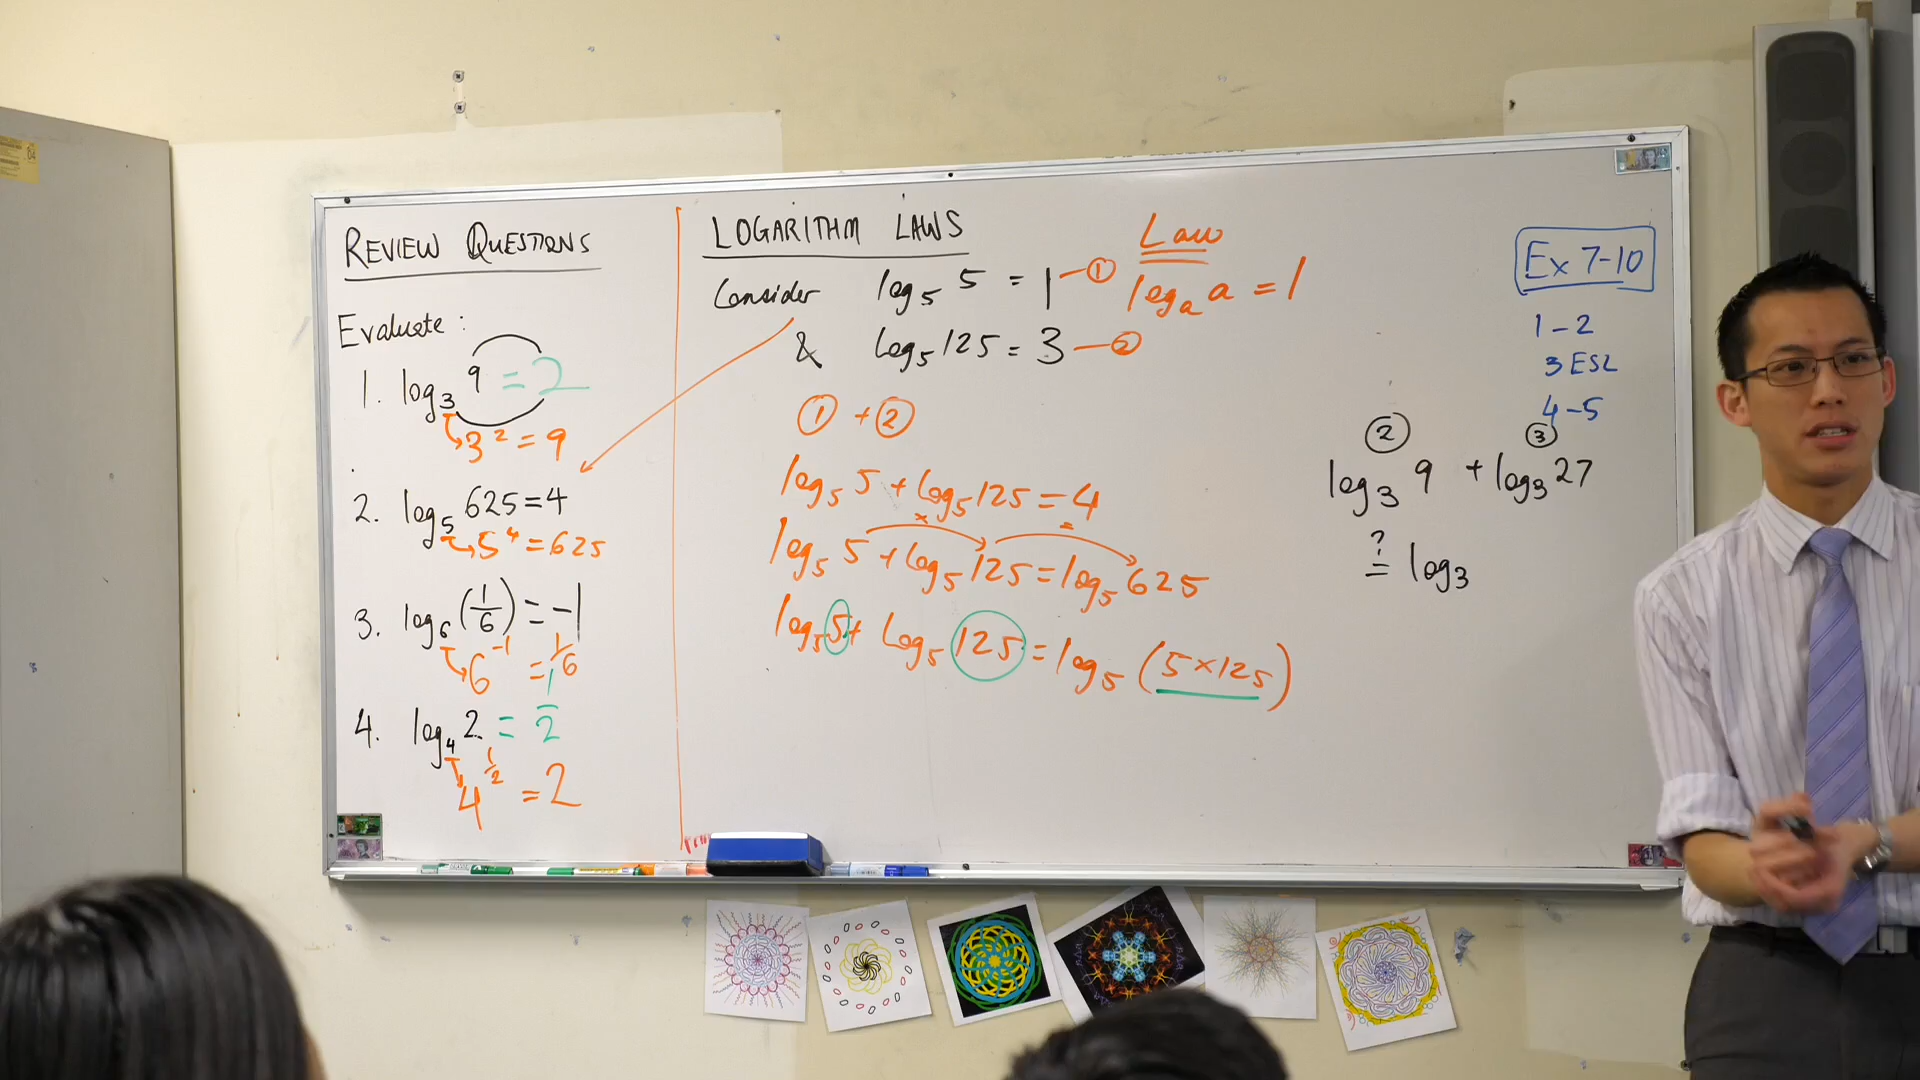 REVIEW QUESTIONS
Evaluate:
1. log₃ 9 = 2
3² = 9
2. log₅ 625 = 4
5⁴ = 625
3. log₆ (1/6) = -1
6⁻¹ = 1/6
4. log₄ 2 = 1/2
4^½ = 2
LOGARITHM LAWS
Consider log₅ 5 = 1 — ①
& log₅ 125 = 3 — ②
① + ②
log₅ 5 + log₅ 125 = 4
× =
log₅ 5 + log₅ 125 = log₅ 625
log₅ 5 + log₅ 125 = log₅ (5×125)
Law
logₐ a = 1
Ex 7-10
1-2
3 ESL
4-5
② ③
log₃ 9 + log₃ 27
?
= log₃